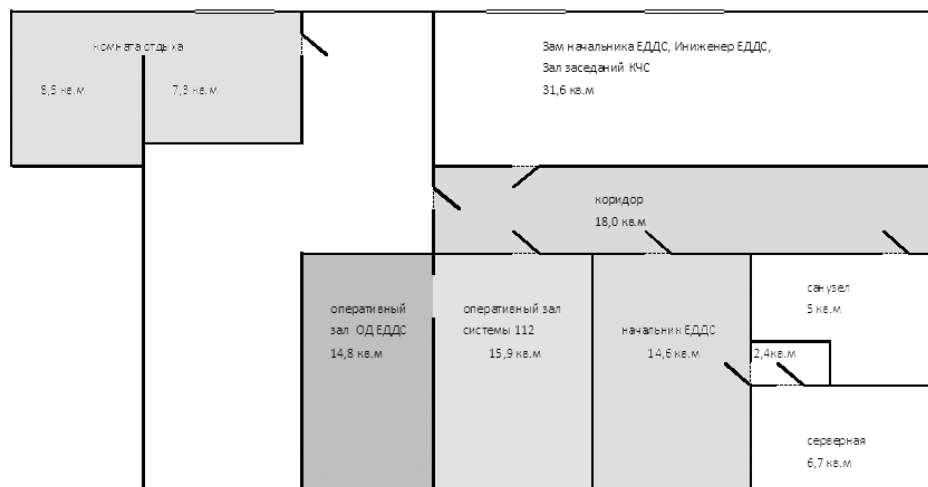 комната отдыха
8,5 кв.м
7,3 кв.м
Зам начальника ЕДДС, Иниженер ЕДДС,
Зал заседаний КЧС
31,6 кв.м
коридор
18,0 кв.м
оперативный
зал ОД ЕДДС
14,8 кв.м
оперативный зал
системы 112
15,9 кв.м
начальник ЕДДС
14,6 кв.м
санузел
5 кв.м
2,4кв.м
серверная
6,7 кв.м